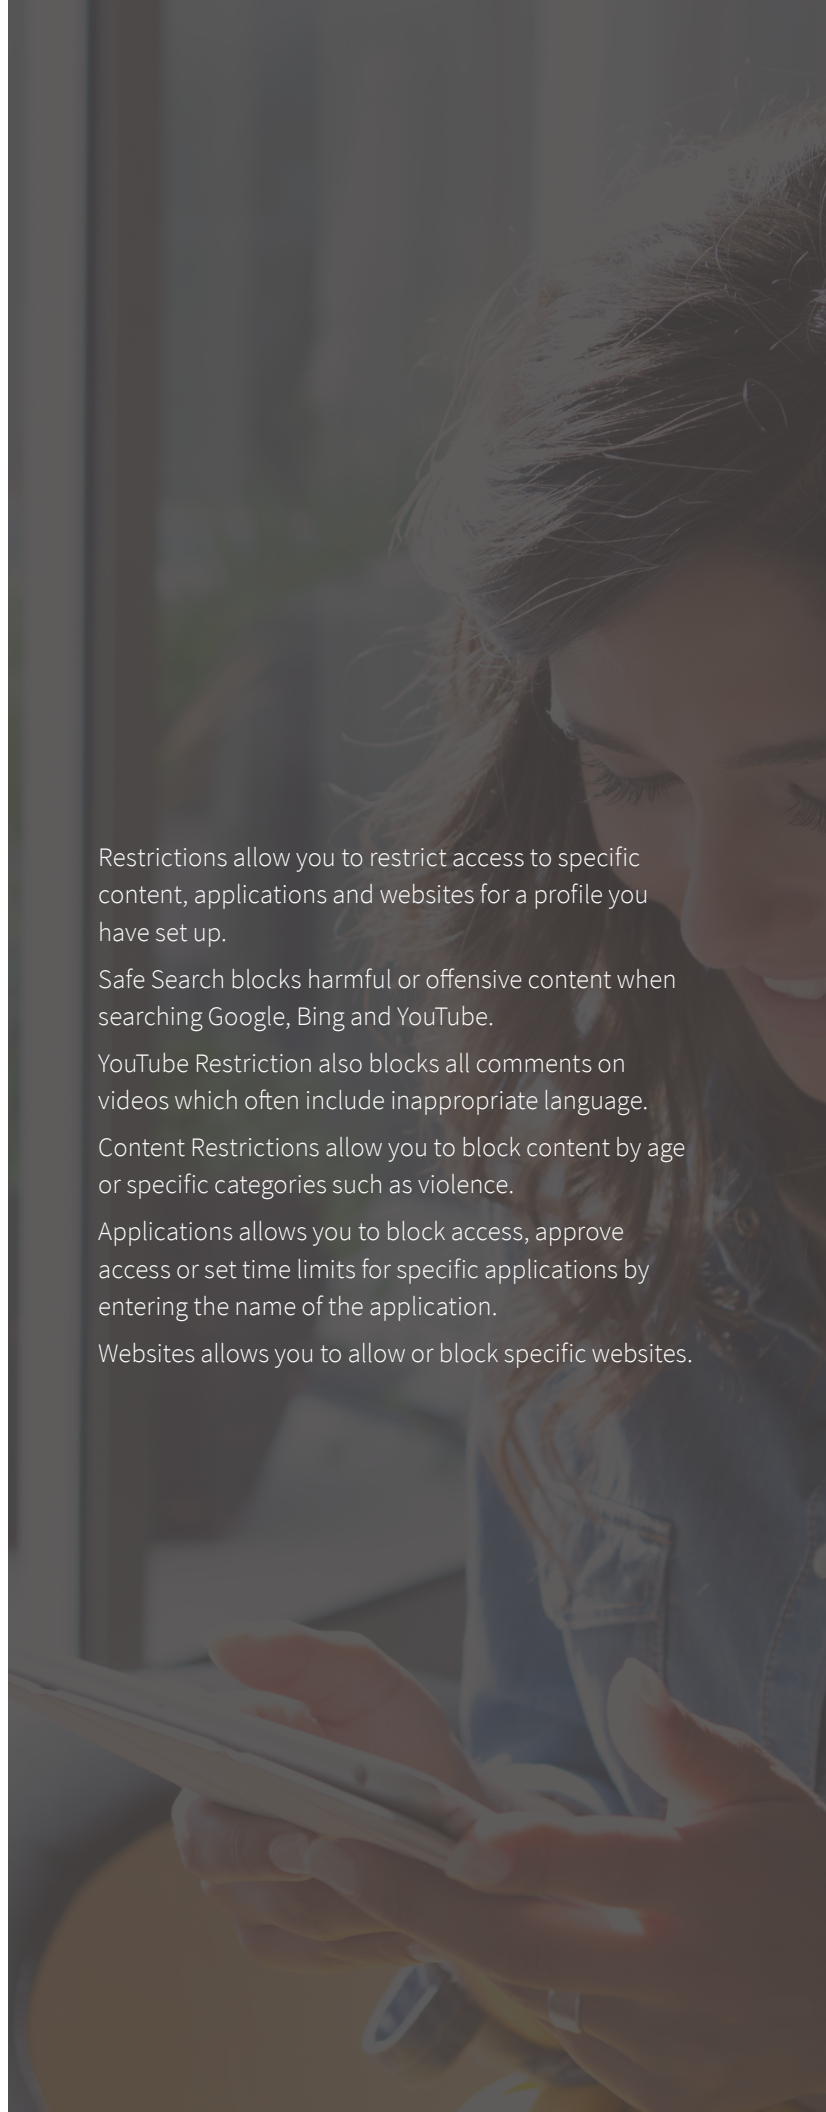 Restrictions allow you to restrict access to specific
content, applications and websites for a profile you
have set up.
Safe Search blocks harmful or offensive content when
searching Google, Bing and YouTube.
YouTube Restriction also blocks all comments on
videos which often include inappropriate language.
Content Restrictions allow you to block content by age
or specific categories such as violence.
Applications allows you to block access, approve
access or set time limits for specific applications by
entering the name of the application.
Websites allows you to allow or block specific websites.